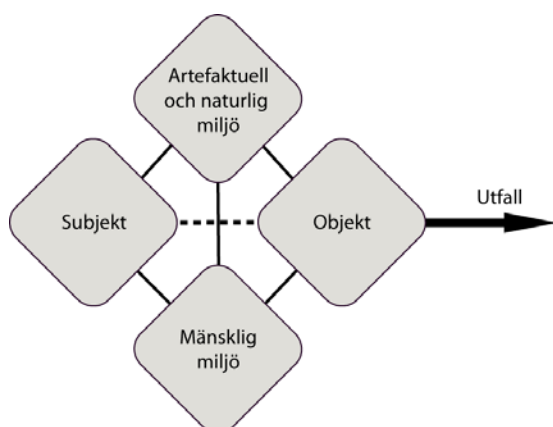 Artefaktuell
och naturlig
miljö
Subjekt
Objekt
Utfall
Mänsklig
miljö